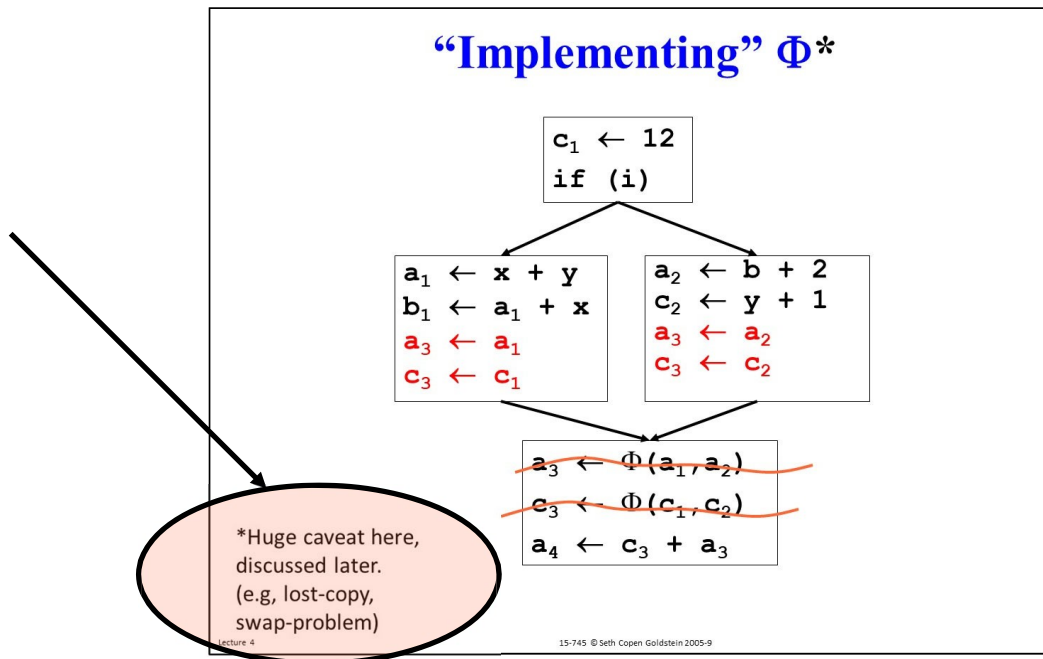 “Implementing” Φ*
c₁ ← 12
if (i)
a₁ ← x + y
b₁ ← a₁ + x
a₃ ← a₁
c₃ ← c₁
a₂ ← b + 2
c₂ ← y + 1
a₃ ← a₂
c₃ ← c₂
a₃ ← Φ(a₁,a₂)
c₃ ← Φ(c₁,c₂)
a₄ ← c₃ + a₃
*Huge caveat here,
discussed later.
(e.g, lost-copy,
swap-problem)
Lecture 4
15-745 © Seth Copen Goldstein 2005-9